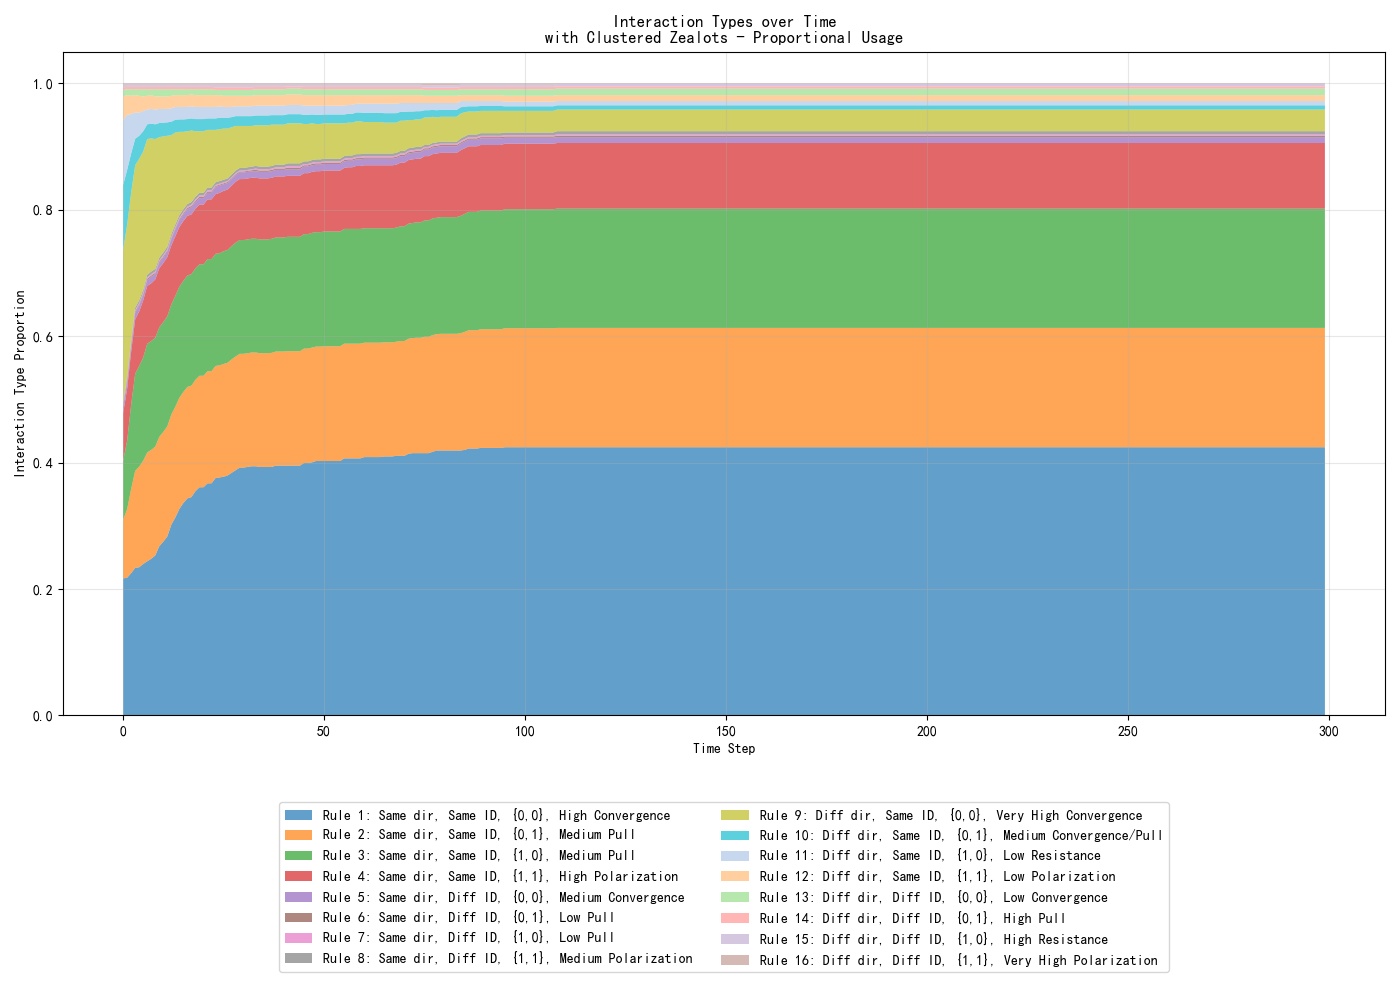 Interaction Types over Time
with Clustered Zealots - Proportional Usage
Interaction Type Proportion
1.0
0.8
0.6
0.4
0.2
0.0
0
50
100
150
200
250
300
Time Step
Rule 1: Same dir, Same ID, {0,0}, High Convergence
Rule 2: Same dir, Same ID, {0,1}, Medium Pull
Rule 3: Same dir, Same ID, {1,0}, Medium Pull
Rule 4: Same dir, Same ID, {1,1}, High Polarization
Rule 5: Same dir, Diff ID, {0,0}, Medium Convergence
Rule 6: Same dir, Diff ID, {0,1}, Low Pull
Rule 7: Same dir, Diff ID, {1,0}, Low Pull
Rule 8: Same dir, Diff ID, {1,1}, Medium Polarization
Rule 9: Diff dir, Same ID, {0,0}, Very High Convergence
Rule 10: Diff dir, Same ID, {0,1}, Medium Convergence/Pull
Rule 11: Diff dir, Same ID, {1,0}, Low Resistance
Rule 12: Diff dir, Same ID, {1,1}, Low Polarization
Rule 13: Diff dir, Diff ID, {0,0}, Low Convergence
Rule 14: Diff dir, Diff ID, {0,1}, High Pull
Rule 15: Diff dir, Diff ID, {1,0}, High Resistance
Rule 16: Diff dir, Diff ID, {1,1}, Very High Polarization